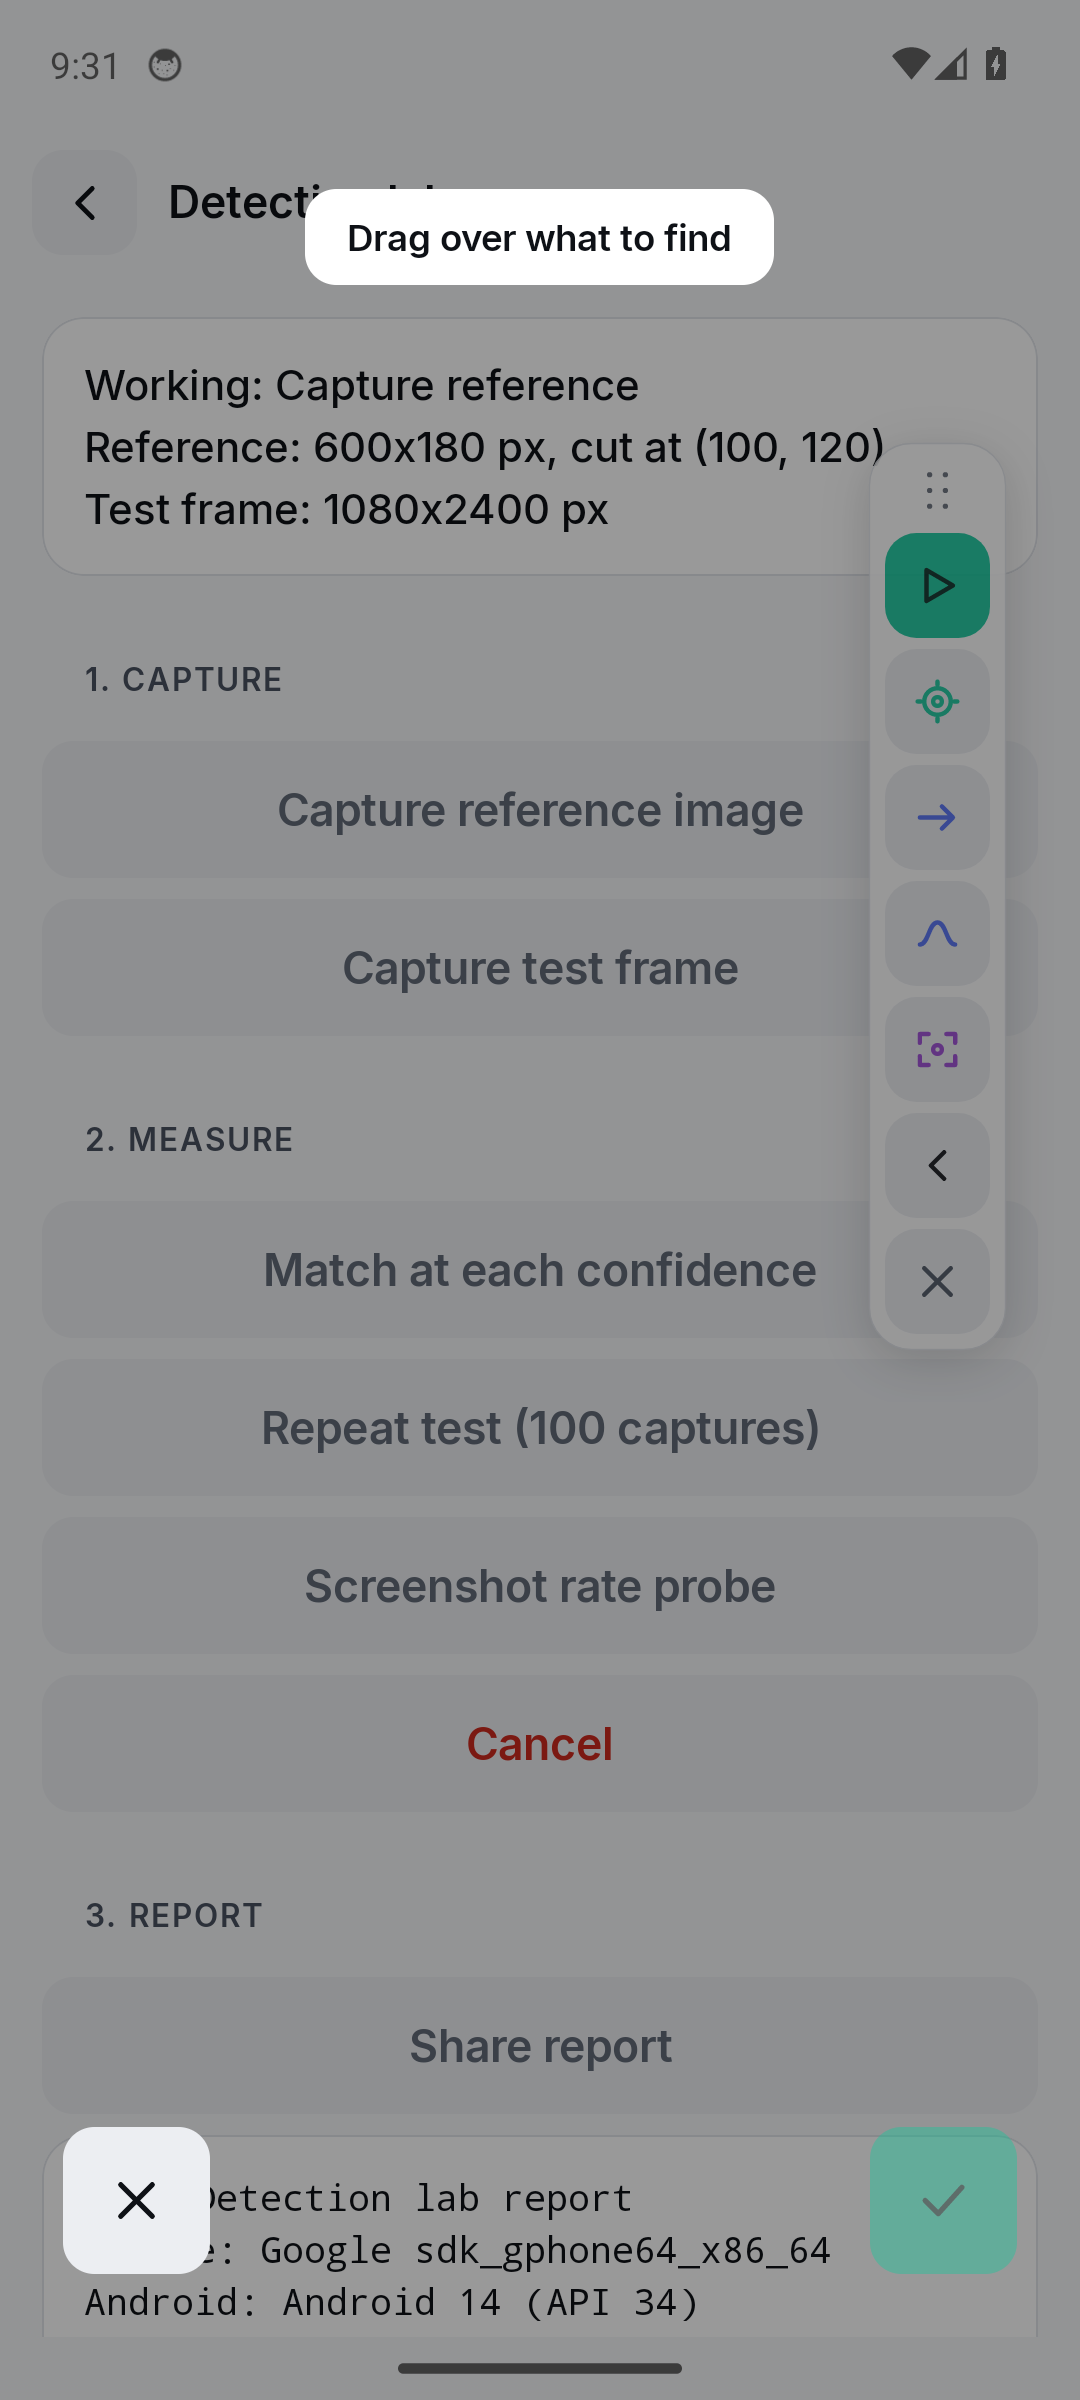 9:31
Detection lab
Drag over what to find
Working: Capture reference
Reference: 600x180 px, cut at (100, 120)
Test frame: 1080x2400 px
1. CAPTURE
Capture reference image
Capture test frame
2. MEASURE
Match at each confidence
Repeat test (100 captures)
Screenshot rate probe
Cancel
3. REPORT
Share report
Detection lab report
e: Google sdk_gphone64_x86_64
Android: Android 14 (API 34)